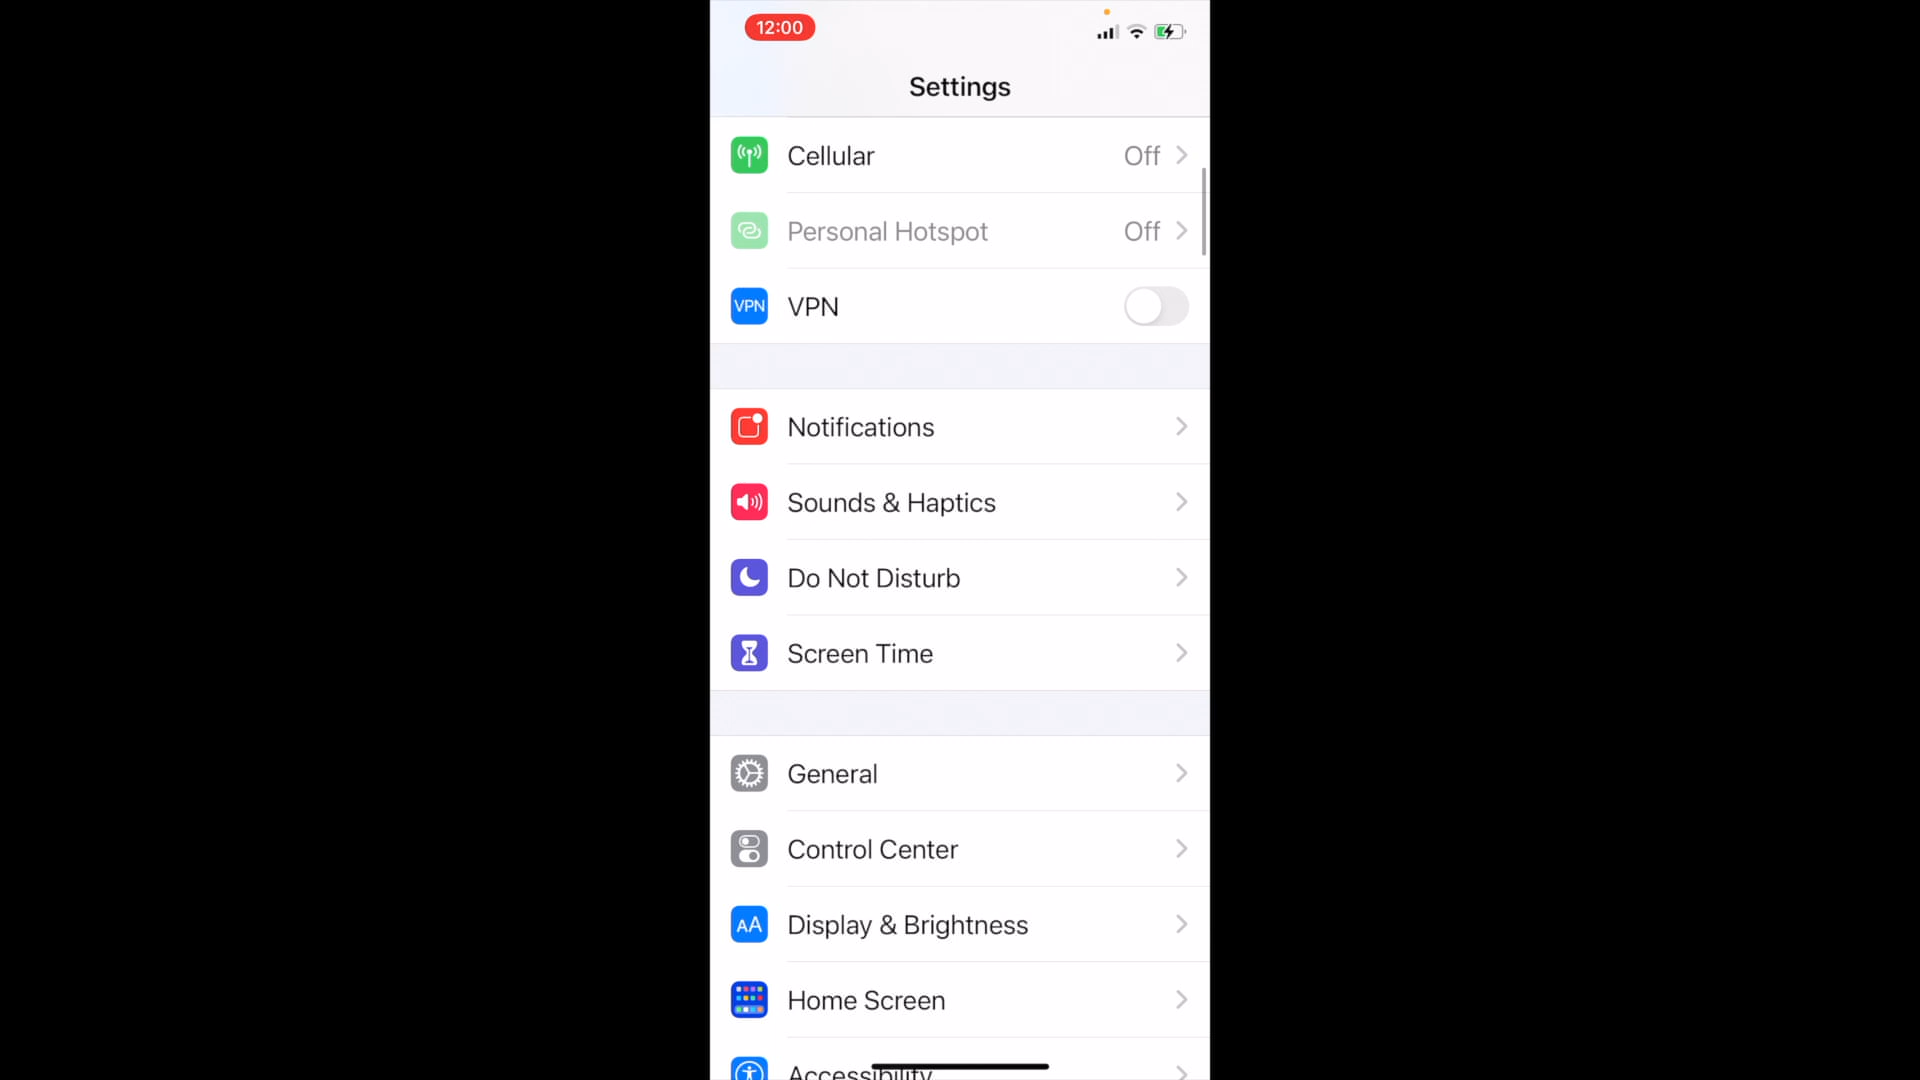 12:00
Settings
Cellular Off
Personal Hotspot Off
VPN VPN
Notifications
Sounds & Haptics
Do Not Disturb
Screen Time
General
Control Center
AA Display & Brightness
Home Screen
Accessibility